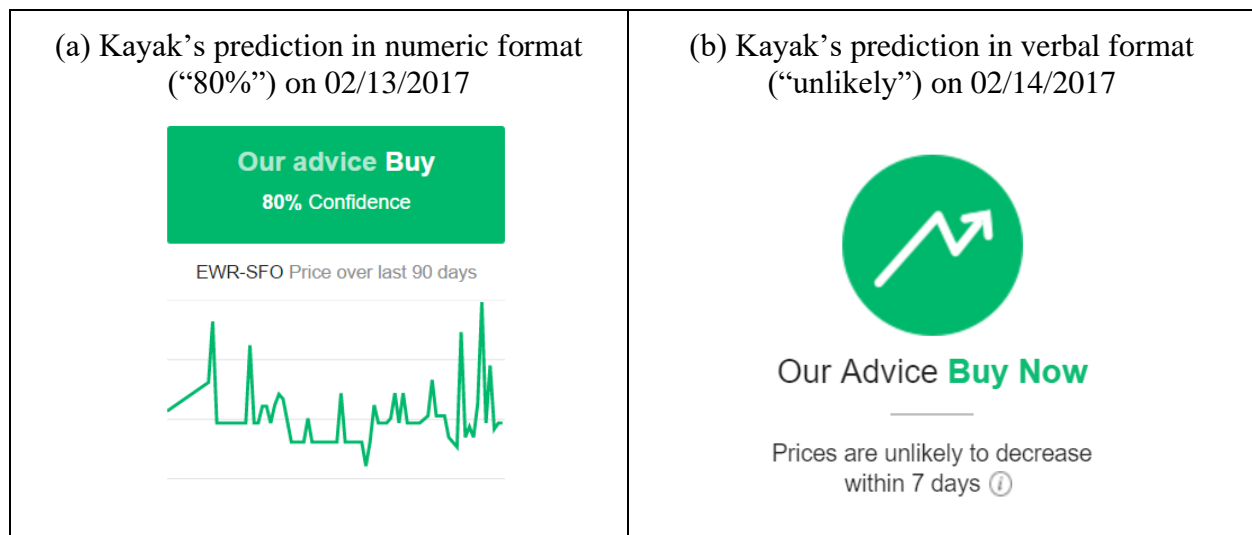 (a) Kayak’s prediction in numeric format
(“80%”) on 02/13/2017
Our advice Buy
80% Confidence
EWR-SFO Price over last 90 days
(b) Kayak’s prediction in verbal format
(“unlikely”) on 02/14/2017
Our Advice Buy Now
Prices are unlikely to decrease
within 7 days i